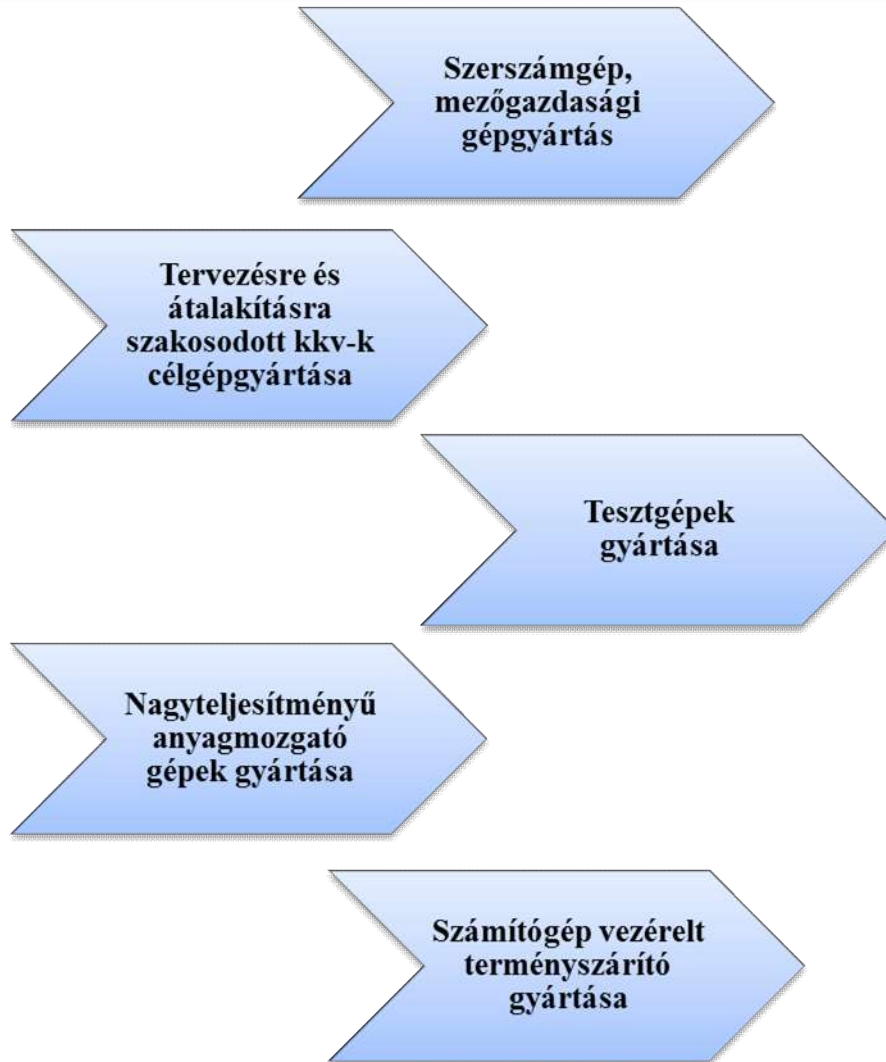 Szerszámgép,
mezőgazdasági
gépgyártás
Tervezésre és
átalakításra
szakosodott kkv-k
célgépgyártása
Tesztgépek
gyártása
Nagyteljesítményű
anyagmozgató
gépek gyártása
Számítógép vezérelt
terményszárító
gyártása